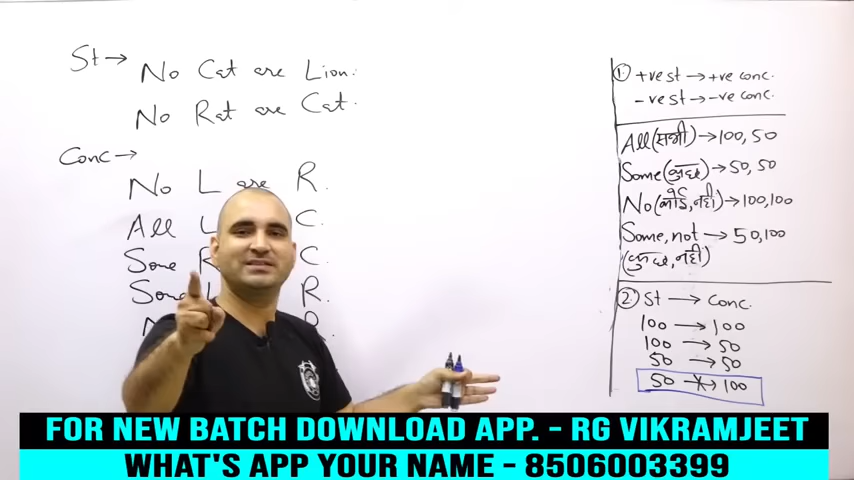 St → No Cat are Lion.
No Rat are Cat.
Conc →
No L are R.
All L C.
Some R C.
Some R.
① +ve st → +ve conc.
-ve st → -ve conc.
All (सभी) → 100, 50
Some (कुछ) → 50, 50
No (कोई, नहीं) → 100, 100
Some, not → 50, 100
(कुछ, नहीं)
② St → Conc.
100 → 100
100 → 50
50 → 50
50 → 100
FOR NEW BATCH DOWNLOAD APP. - RG VIKRAMJEET
WHAT'S APP YOUR NAME - 8506003399